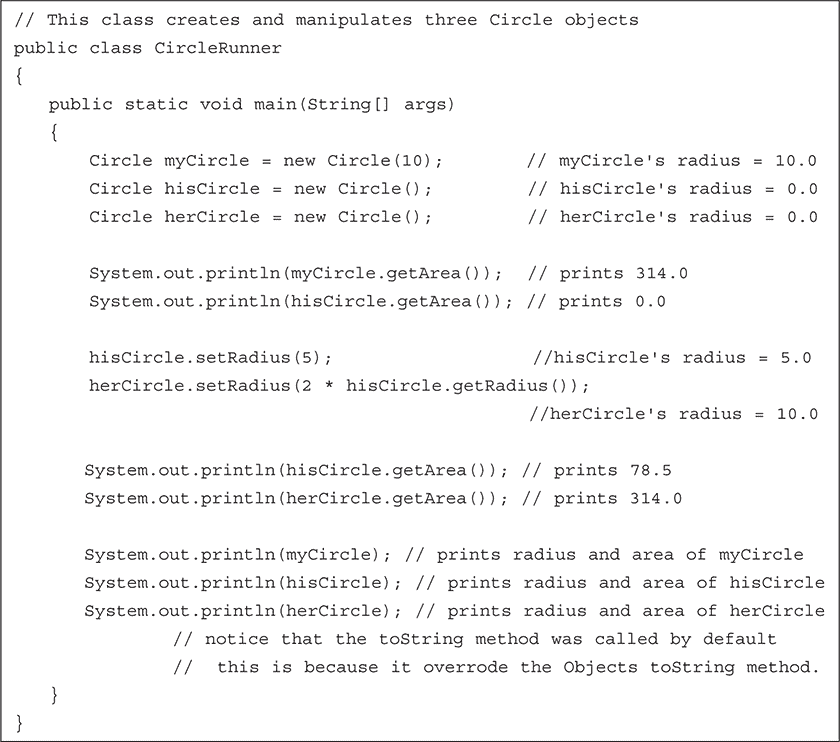 // This class creates and manipulates three Circle objects
public class CircleRunner
{
public static void main(String[] args)
{
Circle myCircle = new Circle(10); // myCircle's radius = 10.0
Circle hisCircle = new Circle(); // hisCircle's radius = 0.0
Circle herCircle = new Circle(); // herCircle's radius = 0.0
System.out.println(myCircle.getArea()); // prints 314.0
System.out.println(hisCircle.getArea()); // prints 0.0
hisCircle.setRadius(5); //hisCircle's radius = 5.0
herCircle.setRadius(2 * hisCircle.getRadius());
//herCircle's radius = 10.0
System.out.println(hisCircle.getArea()); // prints 78.5
System.out.println(herCircle.getArea()); // prints 314.0
System.out.println(myCircle); // prints radius and area of myCircle
System.out.println(hisCircle); // prints radius and area of hisCircle
System.out.println(herCircle); // prints radius and area of herCircle
// notice that the toString method was called by default
// this is because it overrode the Objects toString method.
}
}